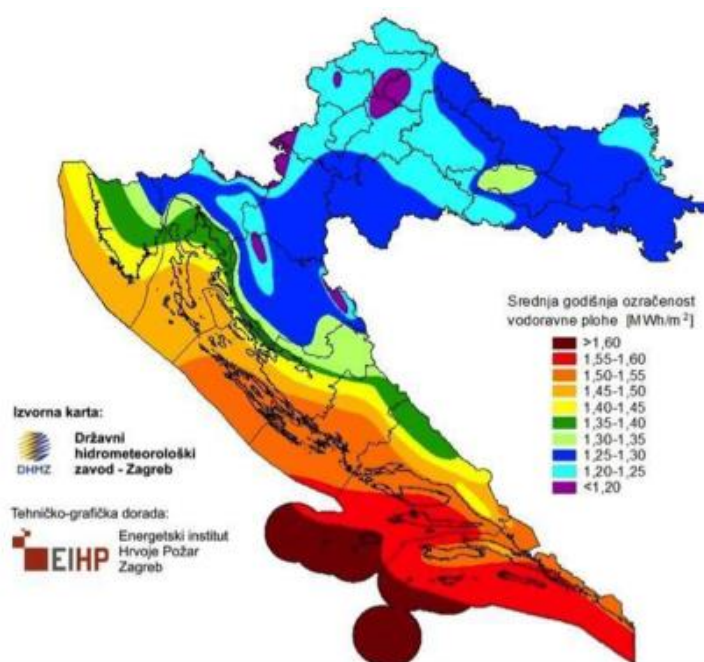 Srednja godišnja ozračenost
vodoravne plohe [MWh/m²]
>1,60
1,55-1,60
1,50-1,55
1,45-1,50
1,40-1,45
1,35-1,40
1,30-1,35
1,25-1,30
1,20-1,25
<1,20
Izvorna karta:
DHMZ
Državni
hidrometeorološki
zavod - Zagreb
Tehničko-grafička dorada:
EIHP
Energetski institut
Hrvoje Požar
Zagreb